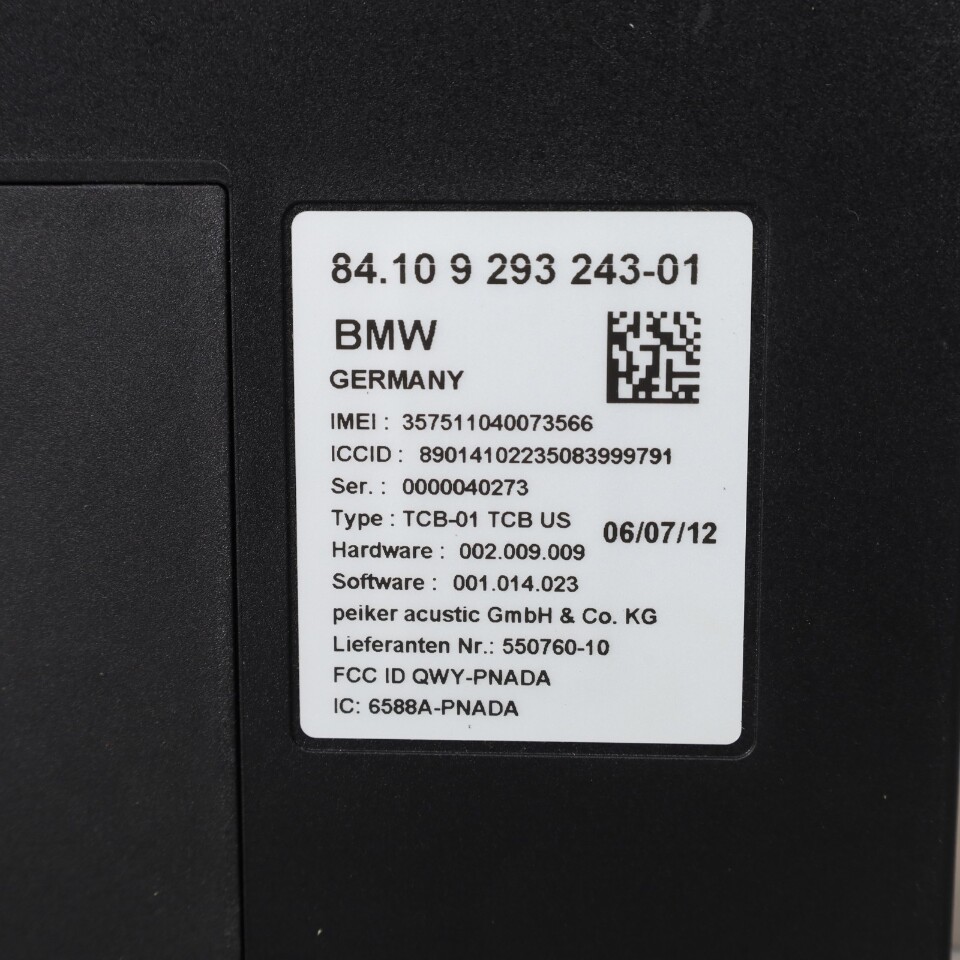 84.10 9 293 243-01
BMW
GERMANY
IMEI : 357511040073566
ICCID : 89014102235083999791
Ser. : 0000040273
Type : TCB-01 TCB US
06/07/12
Hardware : 002.009.009
Software : 001.014.023
peiker acustic GmbH & Co. KG
Lieferanten Nr.: 550760-10
FCC ID QWY-PNADA
IC: 6588A-PNADA